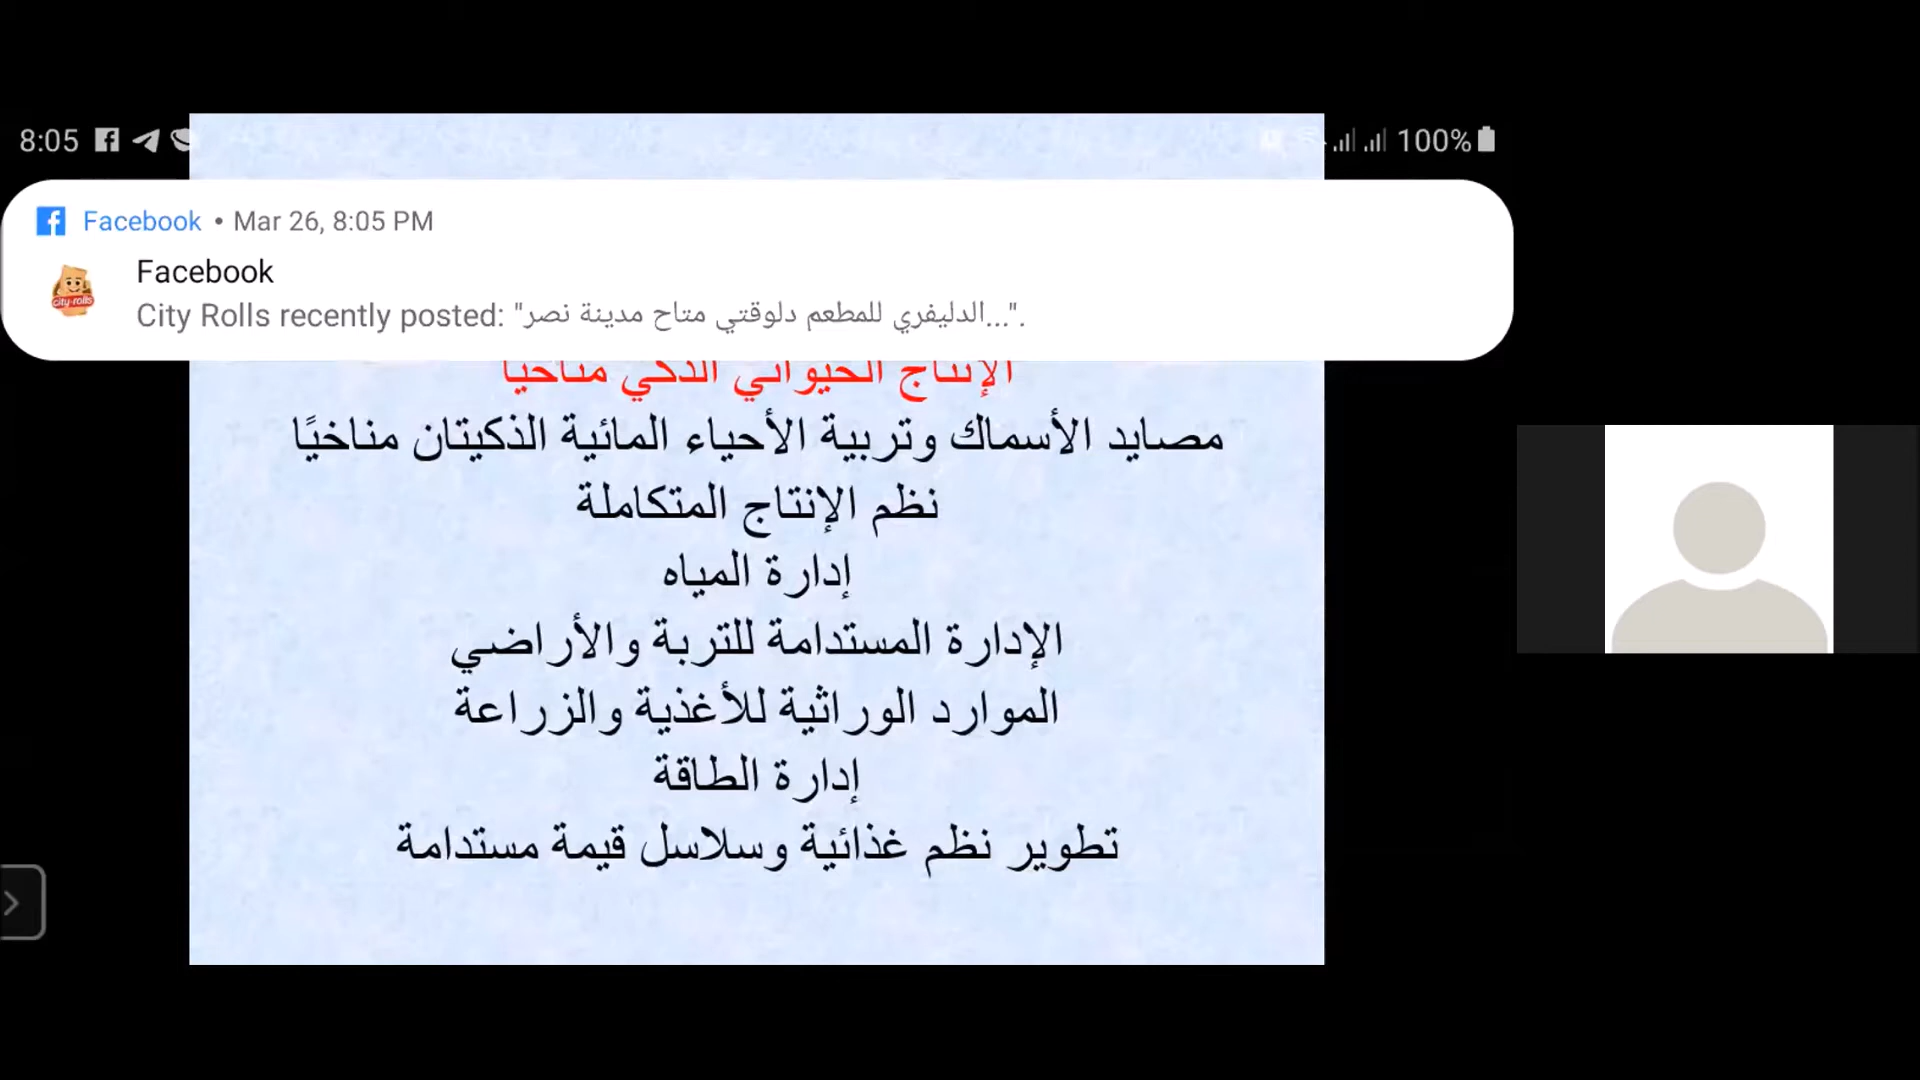 8:05
100%
Facebook • Mar 26, 8:05 PM
Facebook
City Rolls recently posted: "الدليفري للمطعم دلوقتي متاح مدينة نصر...".
city-rolls
الإنتاج الحيواني الذكي مناخيا
مصايد الأسماك وتربية الأحياء المائية الذكيتان مناخيًا
نظم الإنتاج المتكاملة
إدارة المياه
الإدارة المستدامة للتربة والأراضي
الموارد الوراثية للأغذية والزراعة
إدارة الطاقة
تطوير نظم غذائية وسلاسل قيمة مستدامة